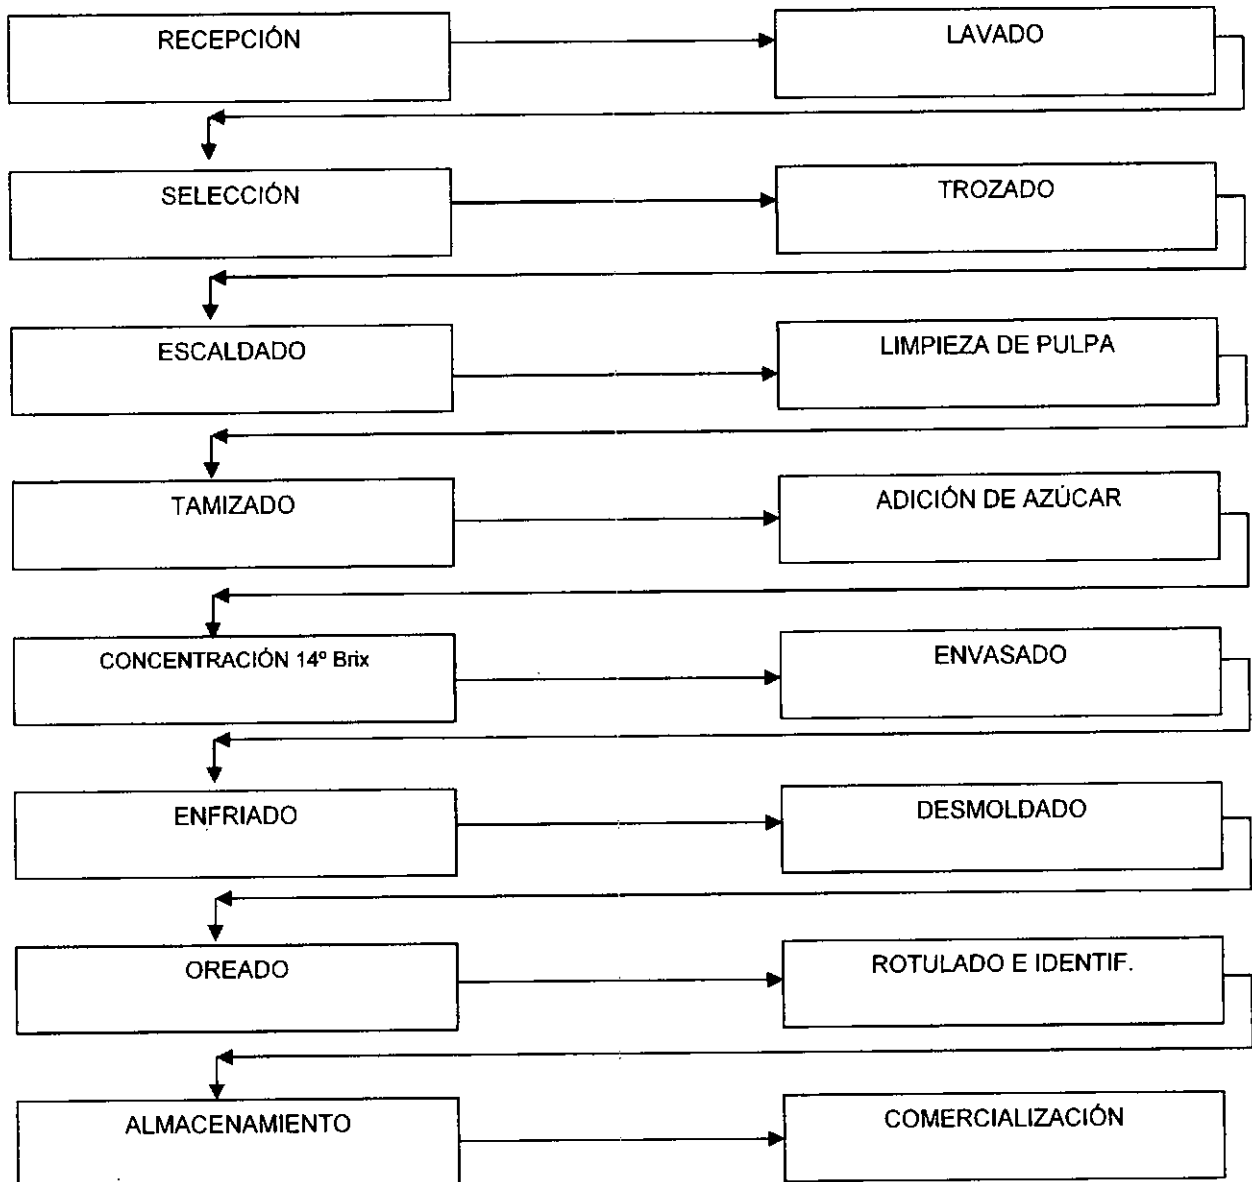 RECEPCIÓN
LAVADO
SELECCIÓN
TROZADO
ESCALDADO
LIMPIEZA DE PULPA
TAMIZADO
ADICIÓN DE AZÚCAR
CONCENTRACIÓN 14º Brix
ENVASADO
ENFRIADO
DESMOLDADO
OREADO
ROTULADO E IDENTIF.
ALMACENAMIENTO
COMERCIALIZACIÓN